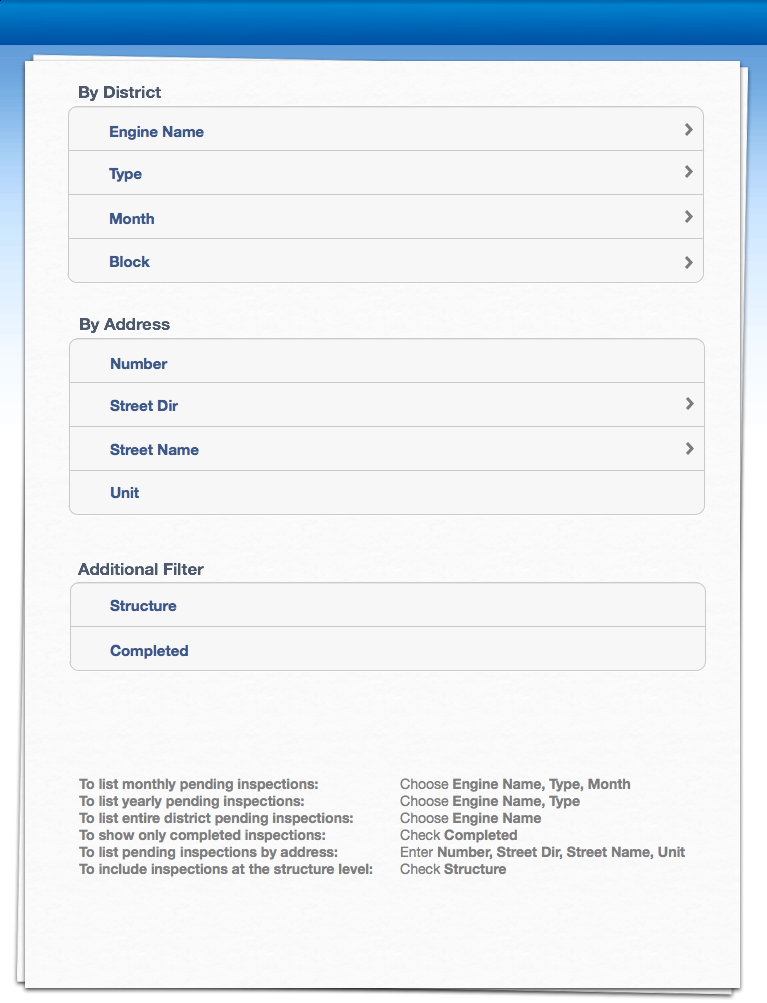 By District
Engine Name
Type
Month
Block
By Address
Number
Street Dir
Street Name
Unit
Additional Filter
Structure
Completed
To list monthly pending inspections: Choose Engine Name, Type, Month
To list yearly pending inspections: Choose Engine Name, Type
To list entire district pending inspections: Choose Engine Name
To show only completed inspections: Check Completed
To list pending inspections by address: Enter Number, Street Dir, Street Name, Unit
To include inspections at the structure level: Check Structure